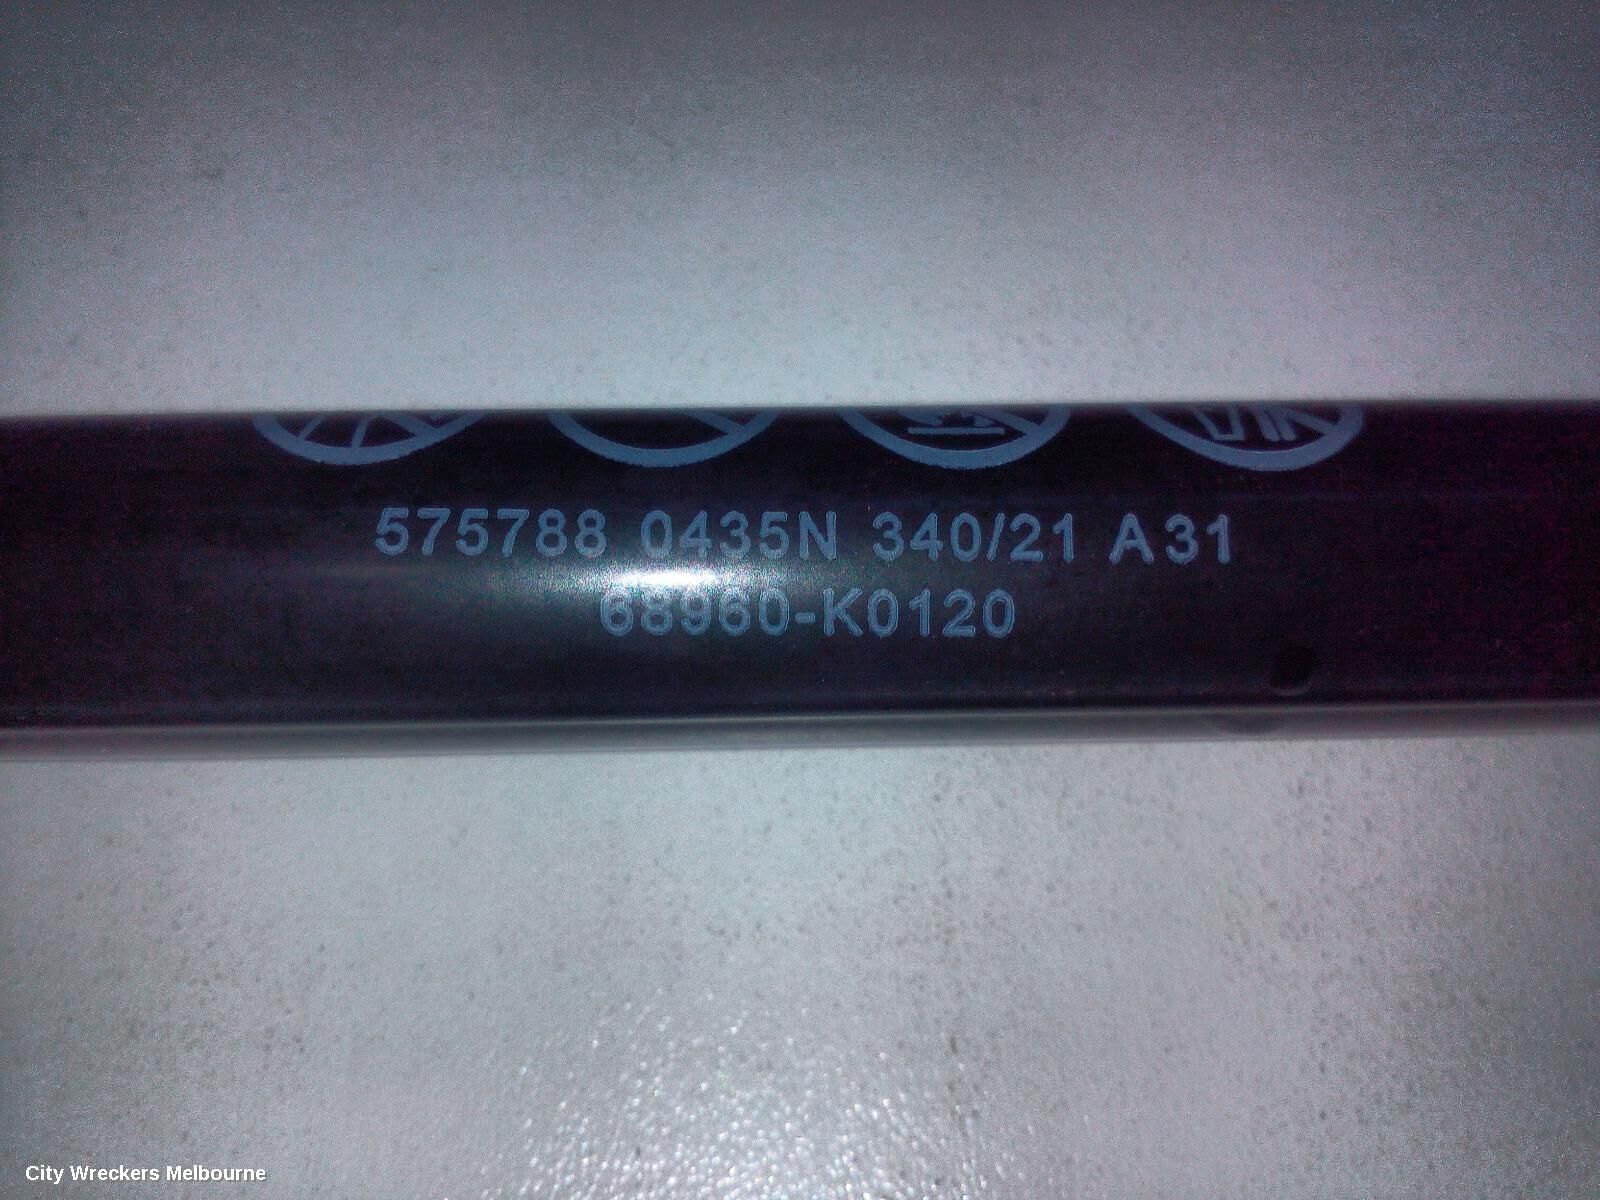 575788 0435N 340/21 A31
68960-K0120
City Wreckers Melbourne